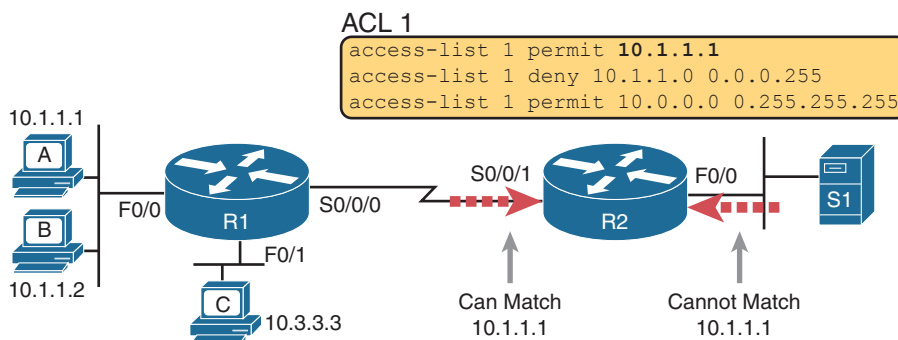 ACL 1
access-list 1 permit 10.1.1.1
access-list 1 deny 10.1.1.0 0.0.0.255
access-list 1 permit 10.0.0.0 0.255.255.255
10.1.1.1
A
B
10.1.1.2
F0/0
R1
S0/0/0
F0/1
C
10.3.3.3
S0/0/1
R2
F0/0
S1
Can Match
10.1.1.1
Cannot Match
10.1.1.1